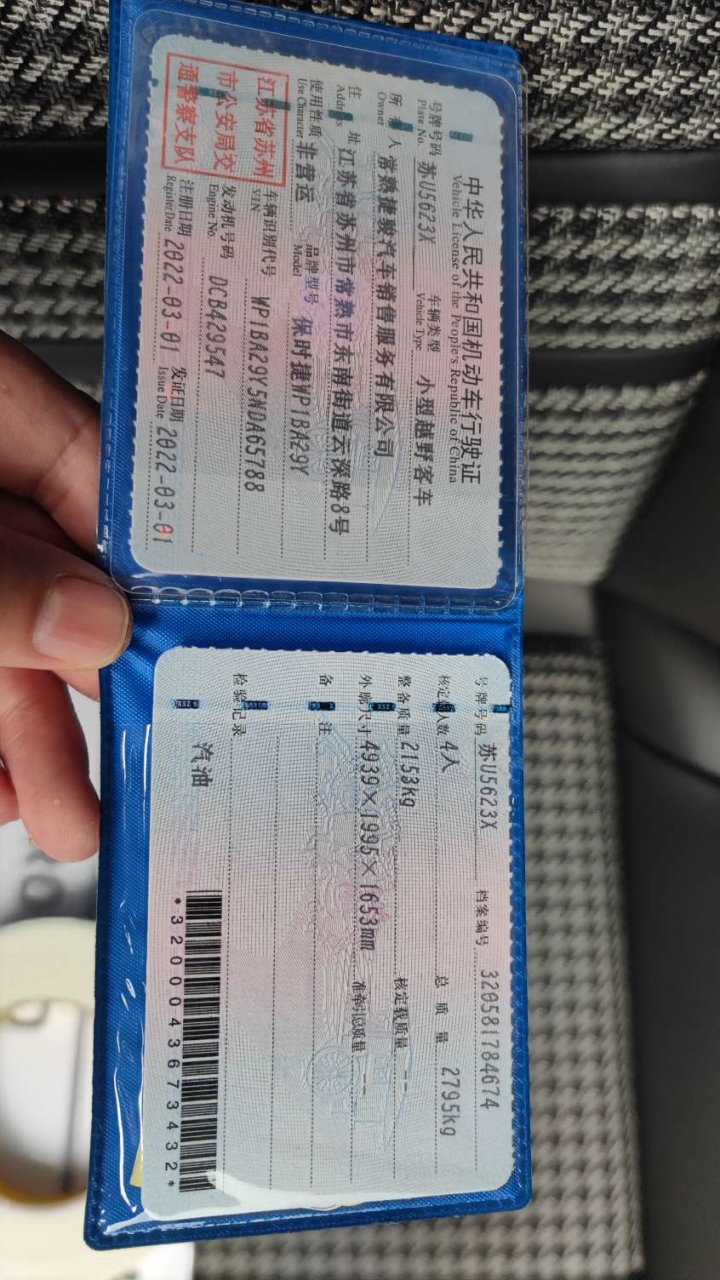 中华人民共和国机动车行驶证
Vehicle License of the People's Republic of China
号牌号码 苏U5623X 车辆类型 小型越野客车
Plate No. Vehicle Type
所有人 常熟捷骏汽车销售服务有限公司
Owner
住址 江苏省苏州市常熟市东南街道云深路8号
Address
使用性质 非营运 品牌型号 保时捷WP1BA29Y
Use Character Model
江苏省苏州
市公安局交
通警察支队
车辆识别代号 WP1BA29Y5NDA65788
VIN
发动机号码 DCB429547
Engine No.
注册日期 2022-03-01 发证日期 2022-03-01
Register Date Issue Date
号牌号码 苏U5623X 档案编号 320581784674
核定载人数 4人 总质量 2795kg
整备质量 2153kg 核定载质量 --
外廓尺寸 4939×1995×1653mm 准牵引总质量 --
备注
检验记录
汽油
*3200043673432*